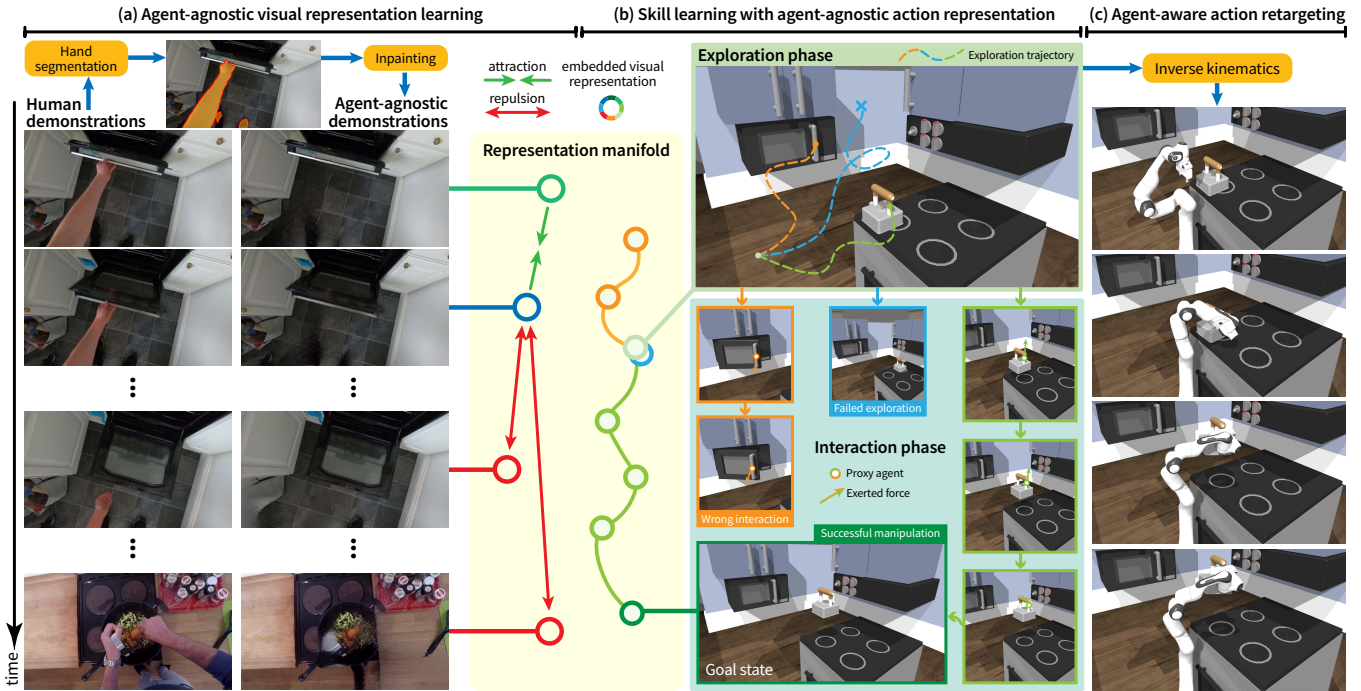 (a) Agent-agnostic visual representation learning
(b) Skill learning with agent-agnostic action representation
(c) Agent-aware action retargeting
Hand
segmentation
Inpainting
Human
demonstrations
Agent-agnostic
demonstrations
attraction
repulsion
embedded visual
representation
Representation manifold
Exploration phase
Exploration trajectory
Inverse kinematics
Failed exploration
Interaction phase
Proxy agent
Exerted force
Wrong interaction
Successful manipulation
Goal state
time